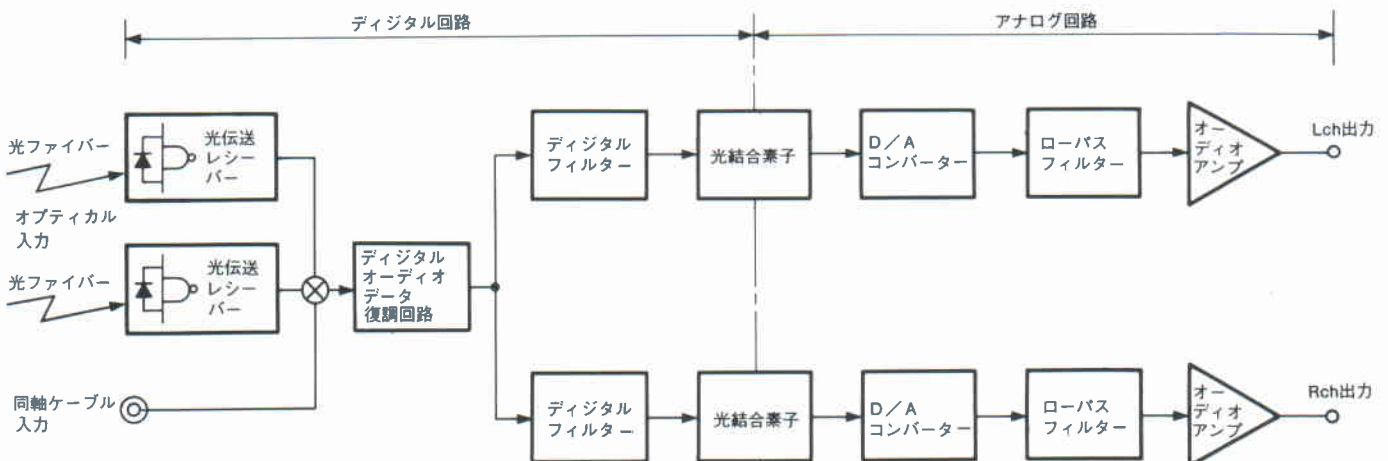 ディジタル回路
アナログ回路
光ファイバー
光伝送
レシー
バー
ディジタル
フィルター
光結合素子
D/A
コンバーター
ローパス
フィルター
オー
ディオ
アンプ
Lch出力
オプティカル
入力
光ファイバー
光伝送
レシー
バー
ディジタル
オーディオ
データ
復調回路
同軸ケーブル
入力
ディジタル
フィルター
光結合素子
D/A
コンバーター
ローパス
フィルター
オー
ディオ
アンプ
Rch出力